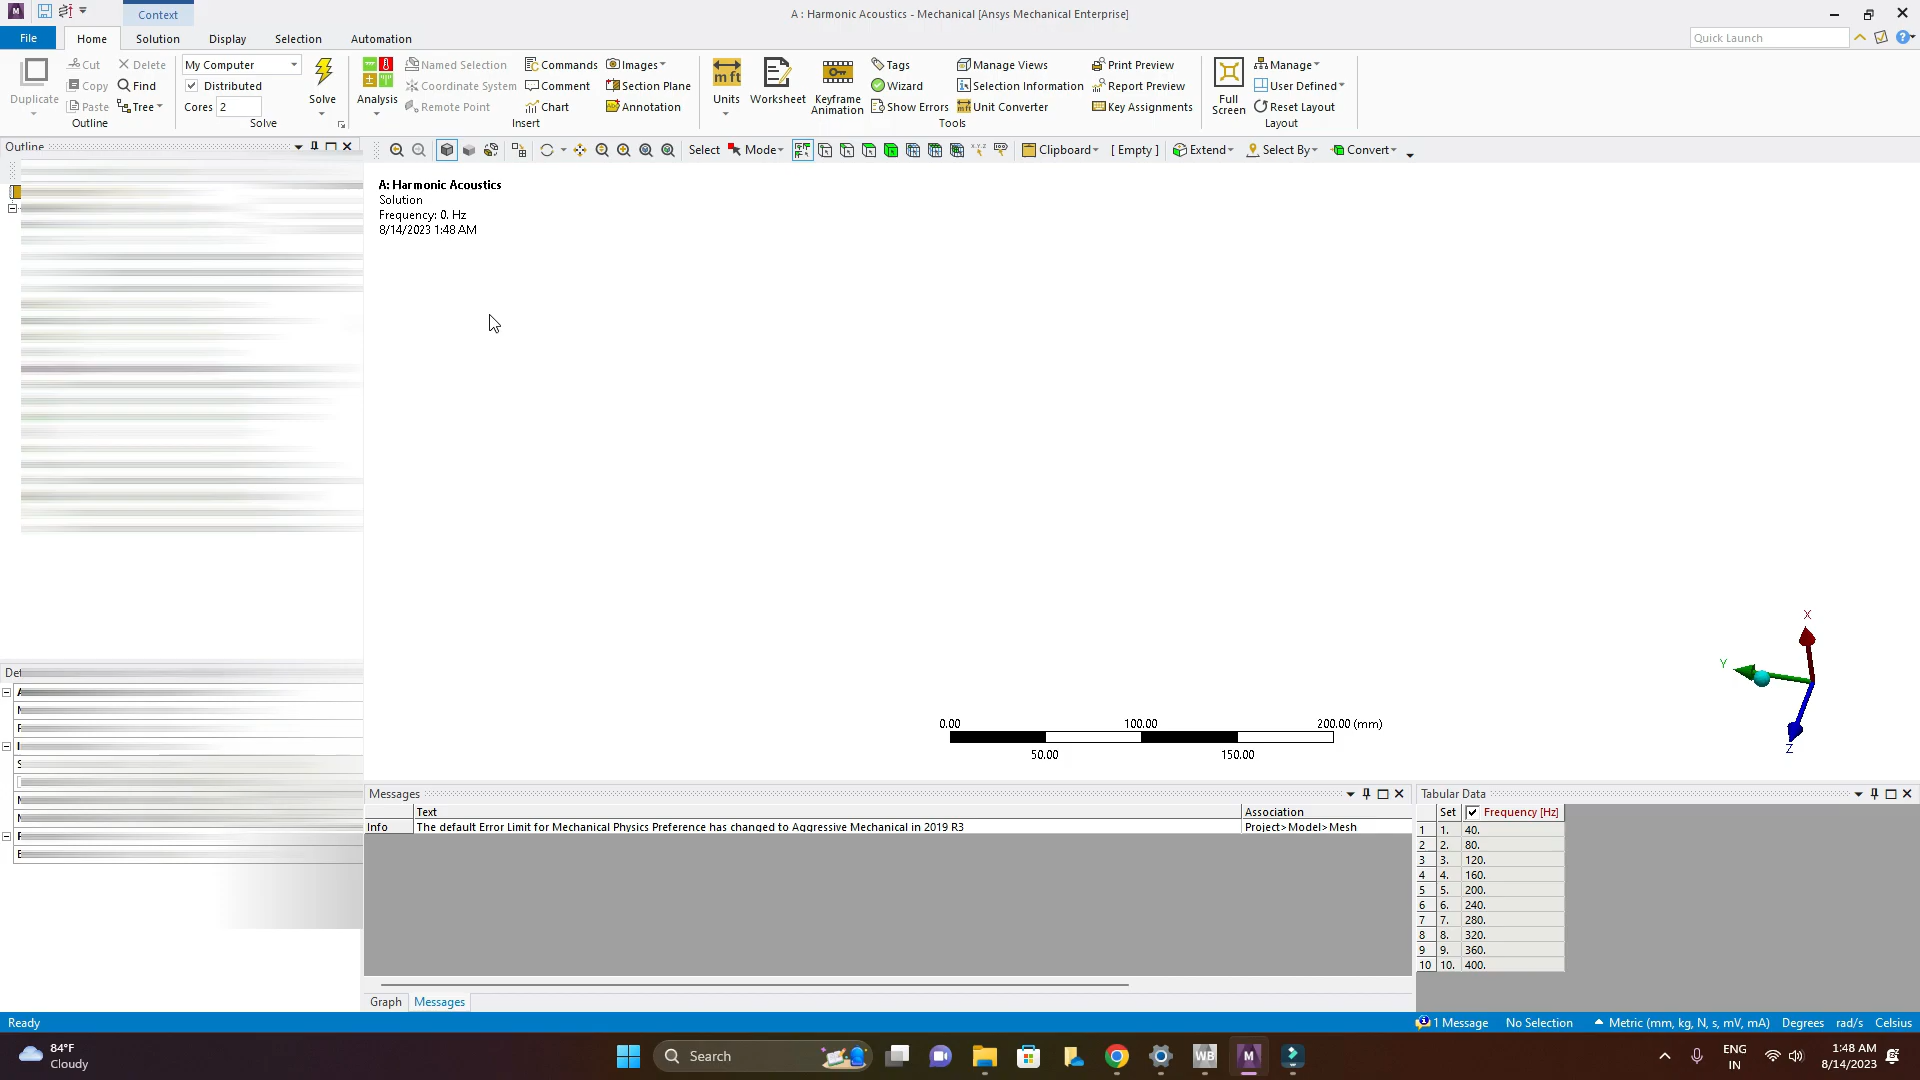 Context
A : Harmonic Acoustics - Mechanical [Ansys Mechanical Enterprise]
File
Home
Solution
Display
Selection
Automation
Quick Launch
Duplicate
Cut
Copy
Paste
Delete
Find
Tree
Outline
My Computer
Distributed
Cores 2
Solve
Solve
Analysis
Named Selection
Coordinate System
Remote Point
Commands
Comment
Chart
Images
Section Plane
Annotation
Insert
Units
Worksheet
Keyframe
Animation
Tags
Wizard
Show Errors
Manage Views
Selection Information
Unit Converter
Print Preview
Report Preview
Key Assignments
Tools
Full
Screen
Manage
User Defined
Reset Layout
Layout
Outline
Select
Mode
Clipboard
[ Empty ]
Extend
Select By
Convert
A: Harmonic Acoustics
Solution
Frequency: 0. Hz
8/14/2023 1:48 AM
X
Y
Z
0.00
100.00
200.00 (mm)
50.00
150.00
Messages
Text
Association
Info
The default Error Limit for Mechanical Physics Preference has changed to Aggressive Mechanical in 2019 R3
Project>Model>Mesh
Graph
Messages
Tabular Data
Set
Frequency [Hz]
1 1. 40.
2 2. 80.
3 3. 120.
4 4. 160.
5 5. 200.
6 6. 240.
7 7. 280.
8 8. 320.
9 9. 360.
10 10. 400.
Ready
1 Message
No Selection
Metric (mm, kg, N, s, mV, mA)
Degrees
rad/s
Celsius
84°F
Cloudy
Search
WB
M
ENG
IN
1:48 AM
8/14/2023